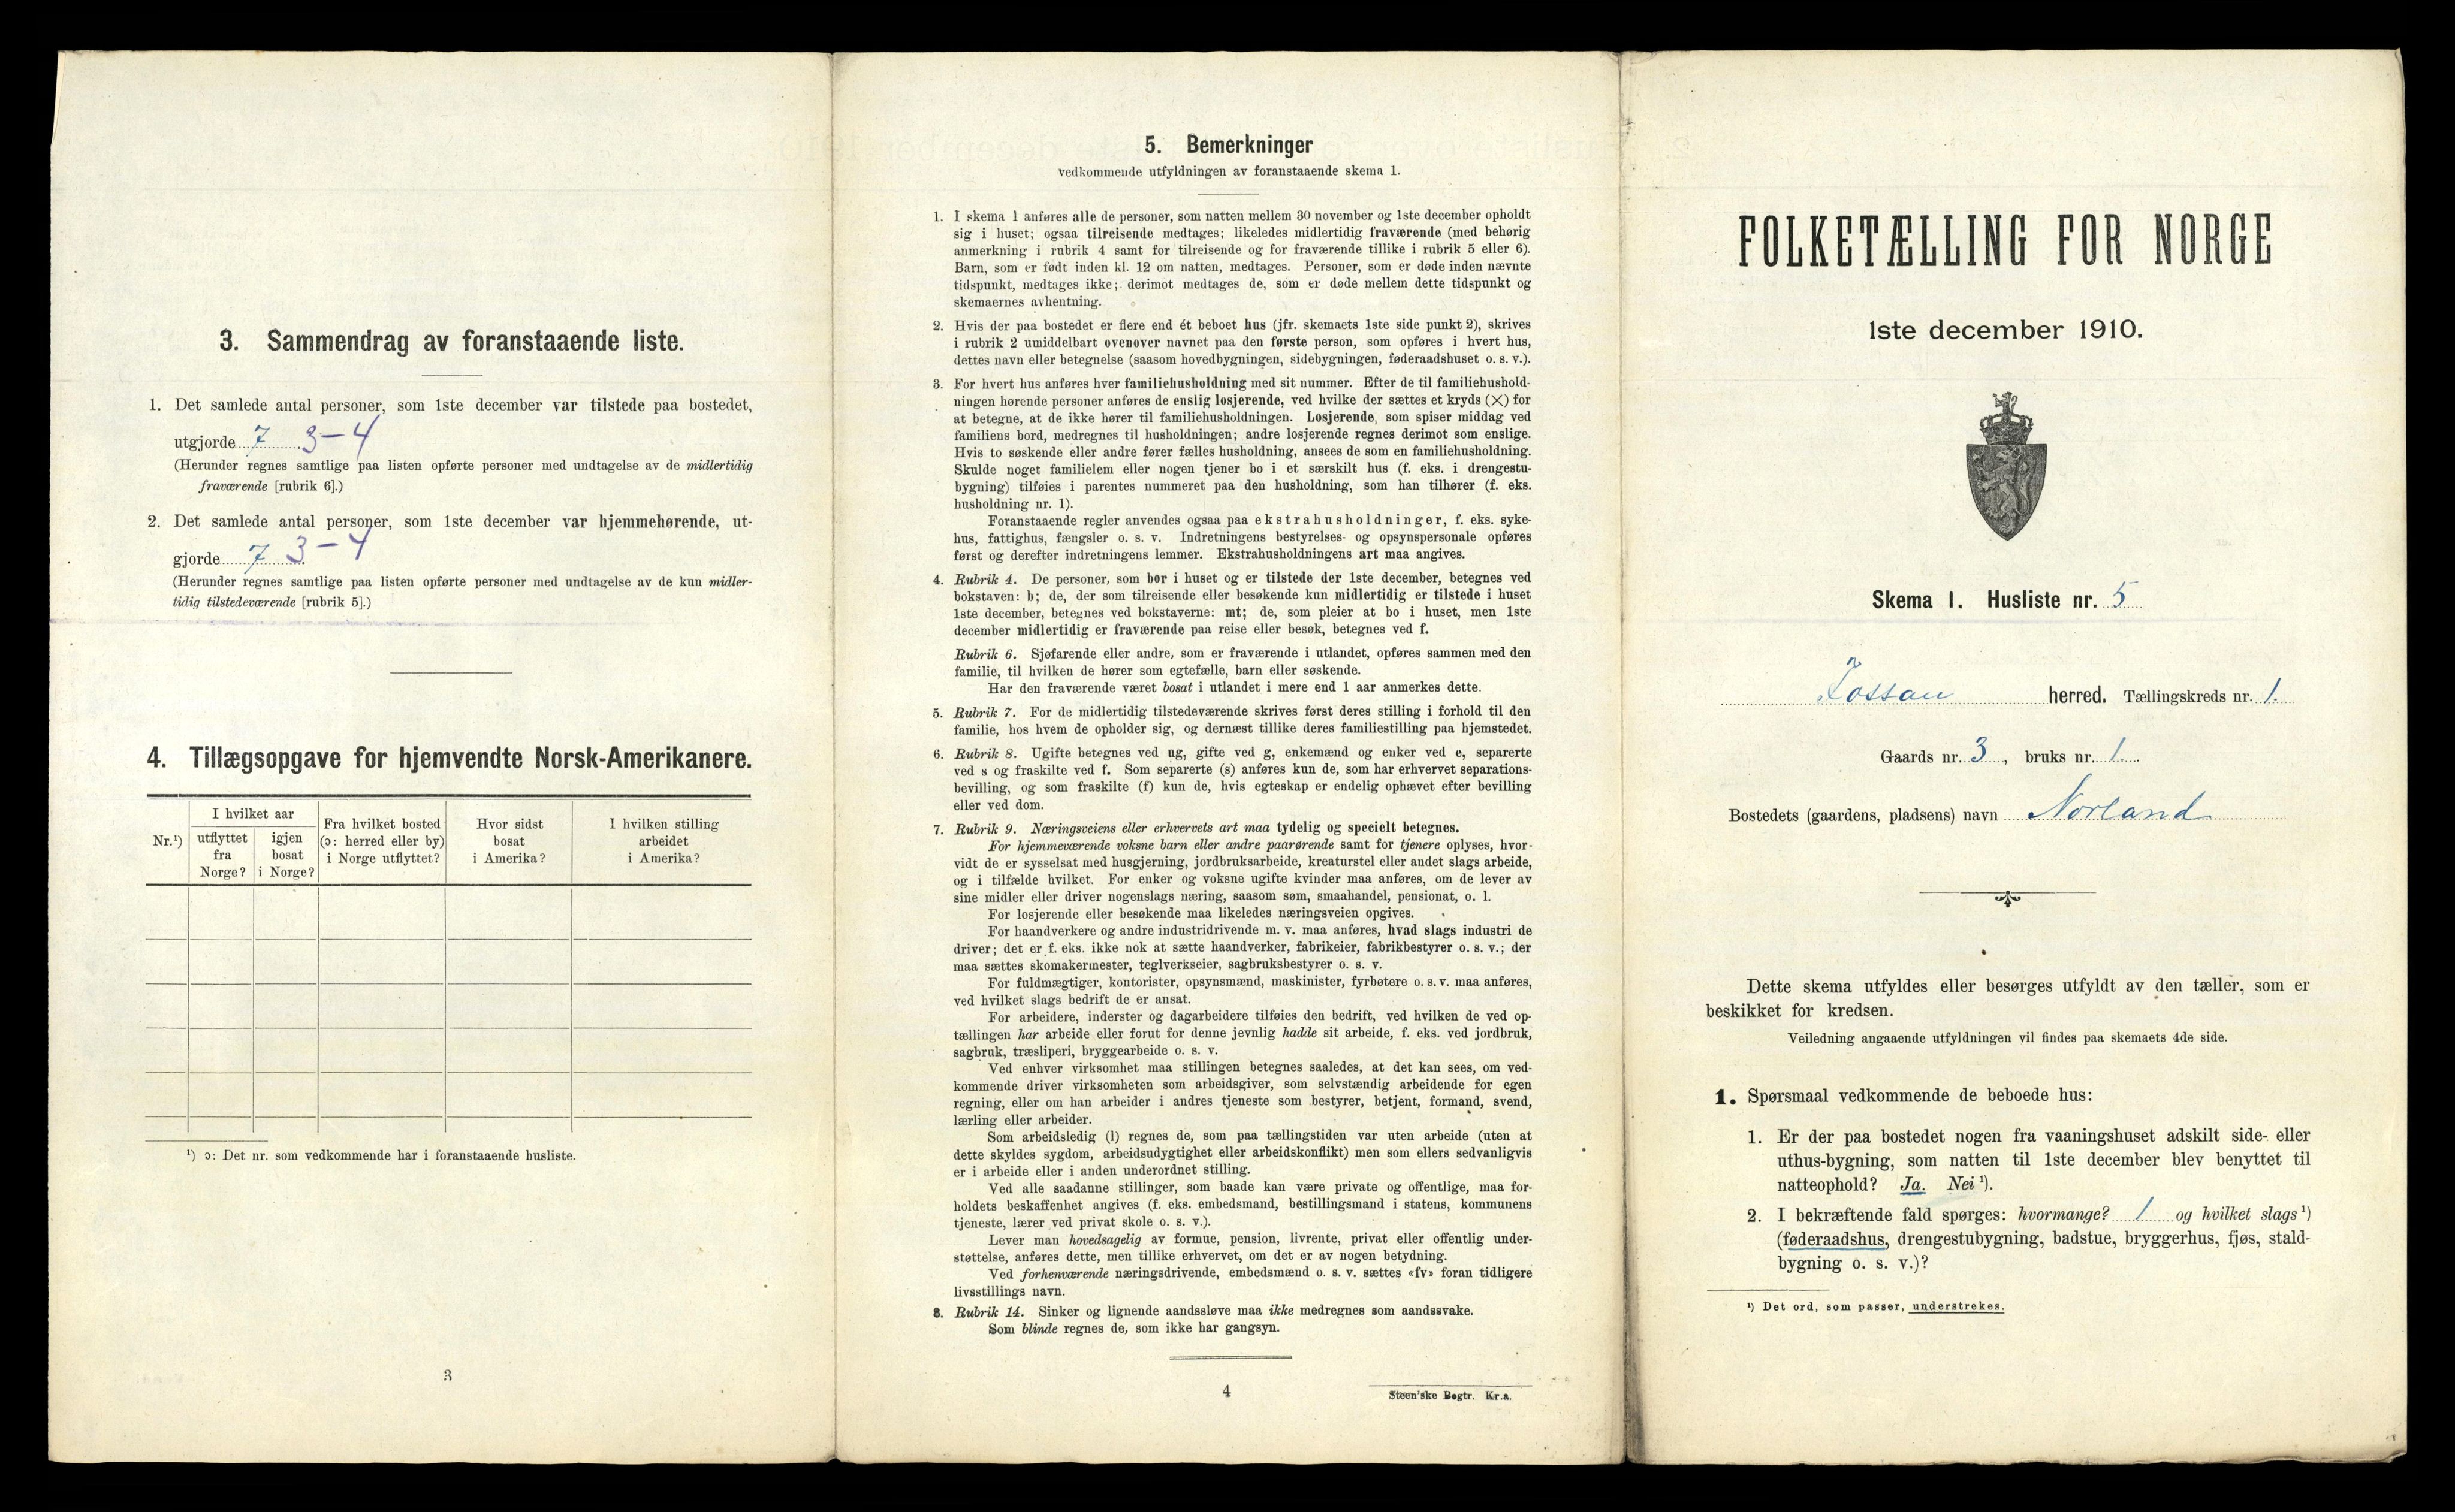 3. Sammendrag av foranstaaende liste.
1. Det samlede antal personer, som 1ste december var tilstede paa bostedet,
utgjorde 7 3–4
(Herunder regnes samtlige paa listen opførte personer med undtagelse av de midlertidig
fraværende [rubrik 6].)
2. Det samlede antal personer, som 1ste december var hjemmehørende, ut-
gjorde 7 3–4
(Herunder regnes samtlige paa listen opførte personer med undtagelse av de kun midler-
tidig tilstedeværende [rubrik 5].)
4. Tillægsopgave for hjemvendte Norsk-Amerikanere.
Nr.¹)
I hvilket aar
utflyttet
fra
Norge?
igjen
bosat
i Norge?
Fra hvilket bosted
(ɔ: herred eller by)
i Norge utflyttet?
Hvor sidst
bosat
i Amerika?
I hvilken stilling
arbeidet
i Amerika?
¹) ɔ: Det nr. som vedkommende har i foranstaaende husliste.
3
5. Bemerkninger
vedkommende utfyldningen av foranstaaende skema 1.
1. I skema 1 anføres alle de personer, som natten mellem 30 november og 1ste december opholdt
sig i huset; ogsaa tilreisende medtages; likeledes midlertidig fraværende (med behørig
anmerkning i rubrik 4 samt for tilreisende og for fraværende tillike i rubrik 5 eller 6).
Barn, som er født inden kl. 12 om natten, medtages. Personer, som er døde inden nævnte
tidspunkt, medtages ikke; derimot medtages de, som er døde mellem dette tidspunkt og
skemaernes avhentning.
2. Hvis der paa bostedet er flere end ét beboet hus (jfr. skemaets 1ste side punkt 2), skrives
i rubrik 2 umiddelbart ovenover navnet paa den første person, som opføres i hvert hus,
dettes navn eller betegnelse (saasom hovedbygningen, sidebygningen, føderaadshuset o. s. v.).
3. For hvert hus anføres hver familiehusholdning med sit nummer. Efter de til familiehushold-
ningen hørende personer anføres de enslig losjerende, ved hvilke der sættes et kryds (×) for
at betegne, at de ikke hører til familiehusholdningen. Losjerende, som spiser middag ved
familiens bord, medregnes til husholdningen; andre losjerende regnes derimot som enslige.
Hvis to søskende eller andre fører fælles husholdning, ansees de som en familiehusholdning.
Skulde noget familielem eller nogen tjener bo i et særskilt hus (f. eks. i drengestu-
bygning) tilføies i parentes nummeret paa den husholdning, som han tilhører (f. eks.
husholdning nr. 1).
Foranstaaende regler anvendes ogsaa paa ekstrahusholdninger, f. eks. syke-
hus, fattighus, fængsler o. s. v. Indretningens bestyrelses- og opsynspersonale opføres
først og derefter indretningens lemmer. Ekstrahusholdningens art maa angives.
4. Rubrik 4. De personer, som bor i huset og er tilstede der 1ste december, betegnes ved
bokstaven: b; de, der som tilreisende eller besøkende kun midlertidig er tilstede i huset
1ste december, betegnes ved bokstaverne: mt; de, som pleier at bo i huset, men 1ste
december midlertidig er fraværende paa reise eller besøk, betegnes ved f.
Rubrik 6. Sjøfarende eller andre, som er fraværende i utlandet, opføres sammen med den
familie, til hvilken de hører som egtefælle, barn eller søskende.
Har den fraværende været bosat i utlandet i mere end 1 aar anmerkes dette.
5. Rubrik 7. For de midlertidig tilstedeværende skrives først deres stilling i forhold til den
familie, hos hvem de opholder sig, og dernæst tillike deres familiestilling paa hjemstedet.
6. Rubrik 8. Ugifte betegnes ved ug, gifte ved g, enkemænd og enker ved e, separerte
ved s og fraskilte ved f. Som separerte (s) anføres kun de, som har erhvervet separations-
bevilling, og som fraskilte (f) kun de, hvis egteskap er endelig ophævet efter bevilling
eller ved dom.
7. Rubrik 9. Næringsveiens eller erhvervets art maa tydelig og specielt betegnes.
For hjemmeværende voksne barn eller andre paarørende samt for tjenere oplyses, hvor-
vidt de er sysselsat med husgjerning, jordbruksarbeide, kreaturstel eller andet slags arbeide,
og i tilfælde hvilket. For enker og voksne ugifte kvinder maa anføres, om de lever av
sine midler eller driver nogenslags næring, saasom søm, smaahandel, pensionat, o. l.
For losjerende eller besøkende maa likeledes næringsveien opgives.
For haandverkere og andre industridrivende m. v. maa anføres, hvad slags industri de
driver; det er f. eks. ikke nok at sætte haandverker, fabrikeier, fabrikbestyrer o. s. v.; der
maa sættes skomakermester, teglverkseier, sagbruksbestyrer o. s. v.
For fuldmægtiger, kontorister, opsynsmænd, maskinister, fyrbøtere o. s. v. maa anføres,
ved hvilket slags bedrift de er ansat.
For arbeidere, inderster og dagarbeidere tilføies den bedrift, ved hvilken de ved op-
tællingen har arbeide eller forut for denne jevnlig hadde sit arbeide, f. eks. ved jordbruk,
sagbruk, træsliperi, bryggearbeide o. s. v.
Ved enhver virksomhet maa stillingen betegnes saaledes, at det kan sees, om ved-
kommende driver virksomheten som arbeidsgiver, som selvstændig arbeidende for egen
regning, eller om han arbeider i andres tjeneste som bestyrer, betjent, formand, svend,
lærling eller arbeider.
Som arbeidsledig (l) regnes de, som paa tællingstiden var uten arbeide (uten at
dette skyldes sygdom, arbeidsudygtighet eller arbeidskonflikt) men som ellers sedvanligvis
er i arbeide eller i anden underordnet stilling.
Ved alle saadanne stillinger, som baade kan være private og offentlige, maa for-
holdets beskaffenhet angives (f. eks. embedsmand, bestillingsmand i statens, kommunens
tjeneste, lærer ved privat skole o. s. v.).
Lever man hovedsagelig av formue, pension, livrente, privat eller offentlig under-
støttelse, anføres dette, men tillike erhvervet, om det er av nogen betydning.
Ved forhenværende næringsdrivende, embedsmænd o. s. v. sættes «fv» foran tidligere
livsstillings navn.
8. Rubrik 14. Sinker og lignende aandssløve maa ikke medregnes som aandssvake.
Som blinde regnes de, som ikke har gangsyn.
4
Steen'ske Bogtr. Kr.a.
FOLKETÆLLING FOR NORGE
1ste december 1910.
Skema 1. Husliste nr. 5
Fossan herred. Tællingskreds nr. 1.
Gaards nr. 3, bruks nr. 1.
Bostedets (gaardens, pladsens) navn Norland
Dette skema utfyldes eller besørges utfyldt av den tæller, som er
beskikket for kredsen.
Veiledning angaaende utfyldningen vil findes paa skemaets 4de side.
1. Spørsmaal vedkommende de beboede hus:
1. Er der paa bostedet nogen fra vaaningshuset adskilt side- eller
uthus-bygning, som natten til 1ste december blev benyttet til
natteophold? Ja. Nei ¹).
2. I bekræftende fald spørges: hvormange? 1 og hvilket slags ¹)
(føderaadshus, drengestubygning, badstue, bryggerhus, fjøs, stald-
bygning o. s. v.)?
¹) Det ord, som passer, understrekes.